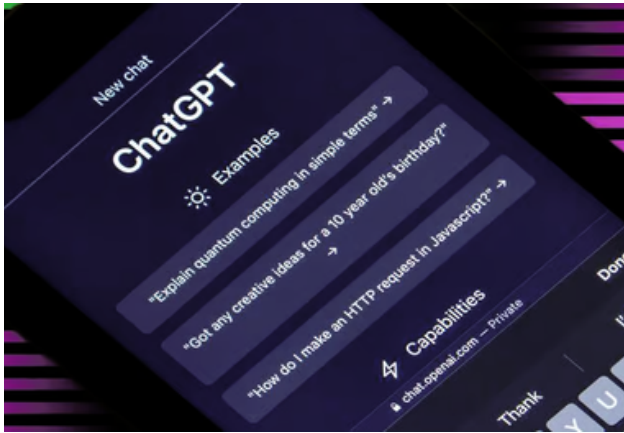 New chat
ChatGPT
Examples
"Explain quantum computing in simple terms" →
"Got any creative ideas for a 10 year old's birthday?"
→
"How do I make an HTTP request in Javascript?" →
Capabilities
chat.openai.com — Private
Done
Thank
I'
Y U